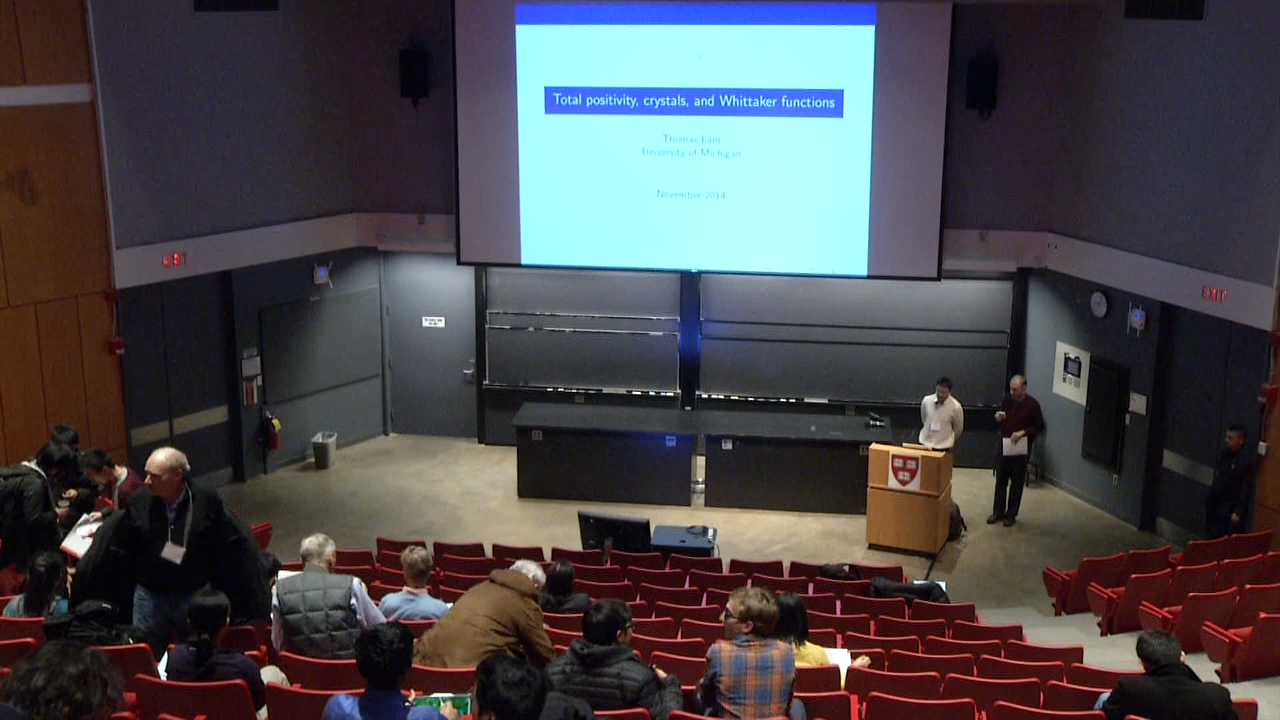 Total positivity, crystals, and Whittaker functions
Thomas Lam
University of Michigan
November 2014
EXIT
EXIT